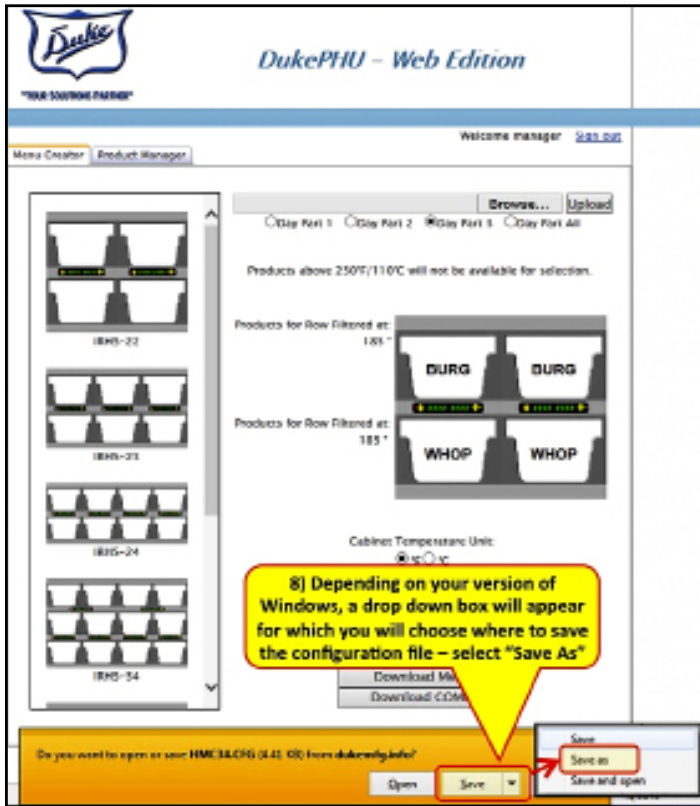 Duke
"YOUR SOLUTIONS PARTNER"
DukePHU – Web Edition
Welcome manager Sign out
Menu Creator Product Manager
Browse... Upload
Day Part 1 Day Part 2 Day Part 3 Day Part All
Products above 230°F/110°C will not be available for selection.
IRHS-22
Products for Row Filtered at:
185 °
BURG BURG
Products for Row Filtered at:
185 °
WHOP WHOP
IRHS-23
IRHS-24
IRHS-34
Cabinet Temperature Unit:
8) Depending on your version of
Windows, a drop down box will appear
for which you will choose where to save
the configuration file – select “Save As”
Download
Download
Do you want to open or save HMC34.CFG (4.41 KB) from dukemfg.info?
Open Save
Save
Save as
Save and open